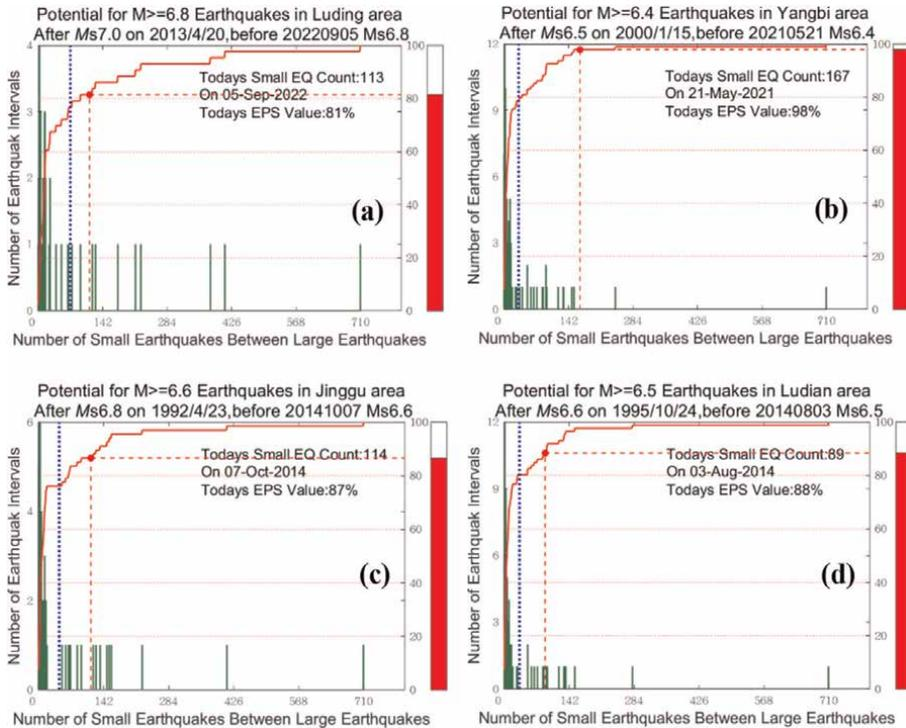 Potential for M>=6.8 Earthquakes in Luding area
After Ms7.0 on 2013/4/20,before 20220905 Ms6.8
4
3
2
1
0
Number of Earthquak Intervals
Todays Small EQ Count:113
On 05-Sep-2022
Todays EPS Value:81%
(a)
100
80
60
40
20
0
0 142 284 426 568 710
Number of Small Earthquakes Between Large Earthquakes
Potential for M>=6.4 Earthquakes in Yangbi area
After Ms6.5 on 2000/1/15,before 20210521 Ms6.4
12
9
6
3
0
Number of Earthquak Intervals
Todays Small EQ Count:167
On 21-May-2021
Todays EPS Value:98%
(b)
100
80
60
40
20
0
0 142 284 426 568 710
Number of Small Earthquakes Between Large Earthquakes
Potential for M>=6.6 Earthquakes in Jinggu area
After Ms6.8 on 1992/4/23,before 20141007 Ms6.6
6
4
2
0
Number of Earthquak Intervals
Todays Small EQ Count:114
On 07-Oct-2014
Todays EPS Value:87%
(c)
100
80
60
40
20
0
0 142 284 426 568 710
Number of Small Earthquakes Between Large Earthquakes
Potential for M>=6.5 Earthquakes in Ludian area
After Ms6.6 on 1995/10/24,before 20140803 Ms6.5
12
9
6
3
0
Number of Earthquak Intervals
Todays Small EQ Count:89
On 03-Aug-2014
Todays EPS Value:88%
(d)
100
80
60
40
20
0
0 142 284 426 568 710
Number of Small Earthquakes Between Large Earthquakes